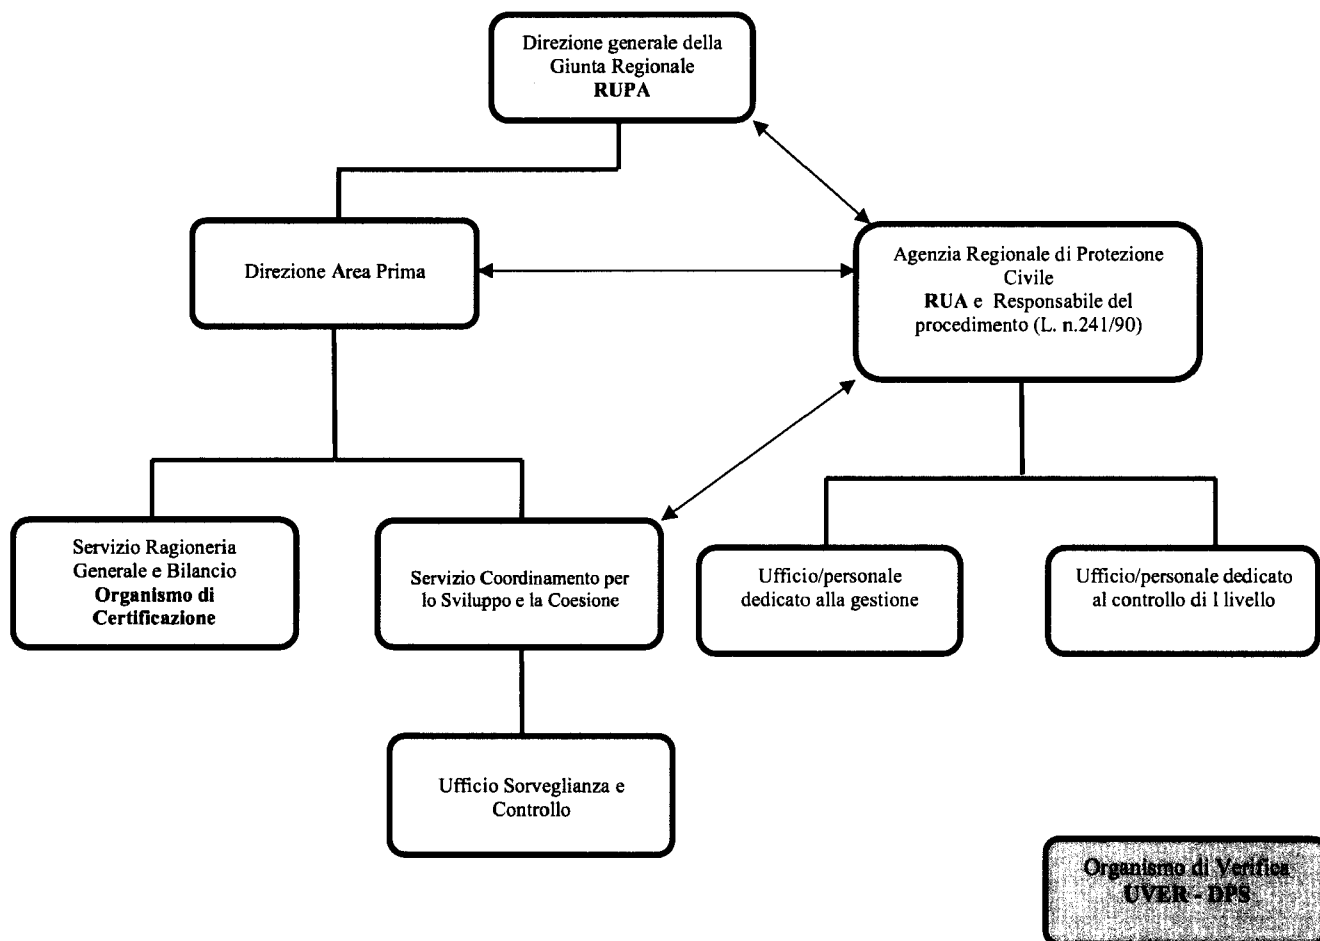 Direzione generale della
Giunta Regionale
RUPA
Direzione Area Prima
Agenzia Regionale di Protezione
Civile
RUA e Responsabile del
procedimento (L. n.241/90)
Servizio Ragioneria
Generale e Bilancio
Organismo di
Certificazione
Servizio Coordinamento per
lo Sviluppo e la Coesione
Ufficio/personale
dedicato alla gestione
Ufficio/personale dedicato
al controllo di I livello
Ufficio Sorveglianza e
Controllo
Organismo di Verifica
UVER - DPS